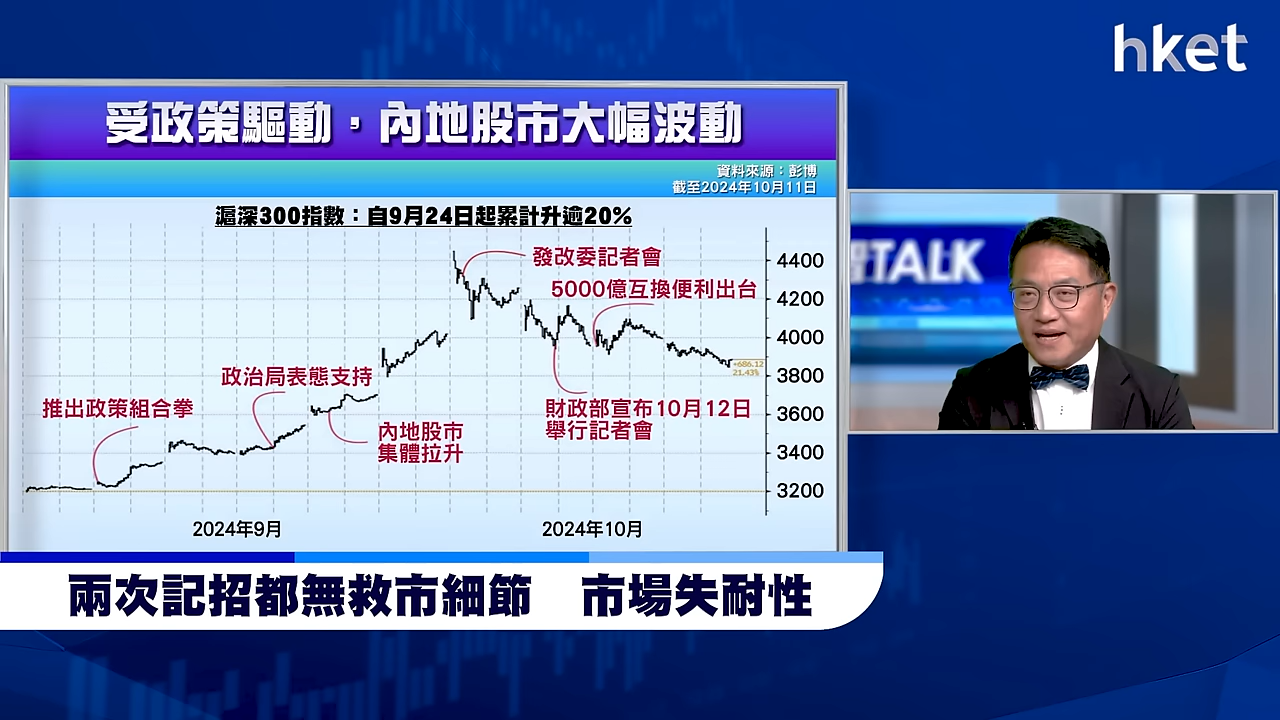 hket
受政策驅動，內地股市大幅波動
資料來源：彭博
截至2024年10月11日
滬深300指數：自9月24日起累計升逾20%
發改委記者會
5000億互換便利出台
政治局表態支持
推出政策組合拳
內地股市
集體拉升
財政部宣布10月12日
舉行記者會
4400
4200
4000
3800
3600
3400
3200
+686.12
21.43%
2024年9月
2024年10月
TALK
兩次記招都無救市細節 市場失耐性